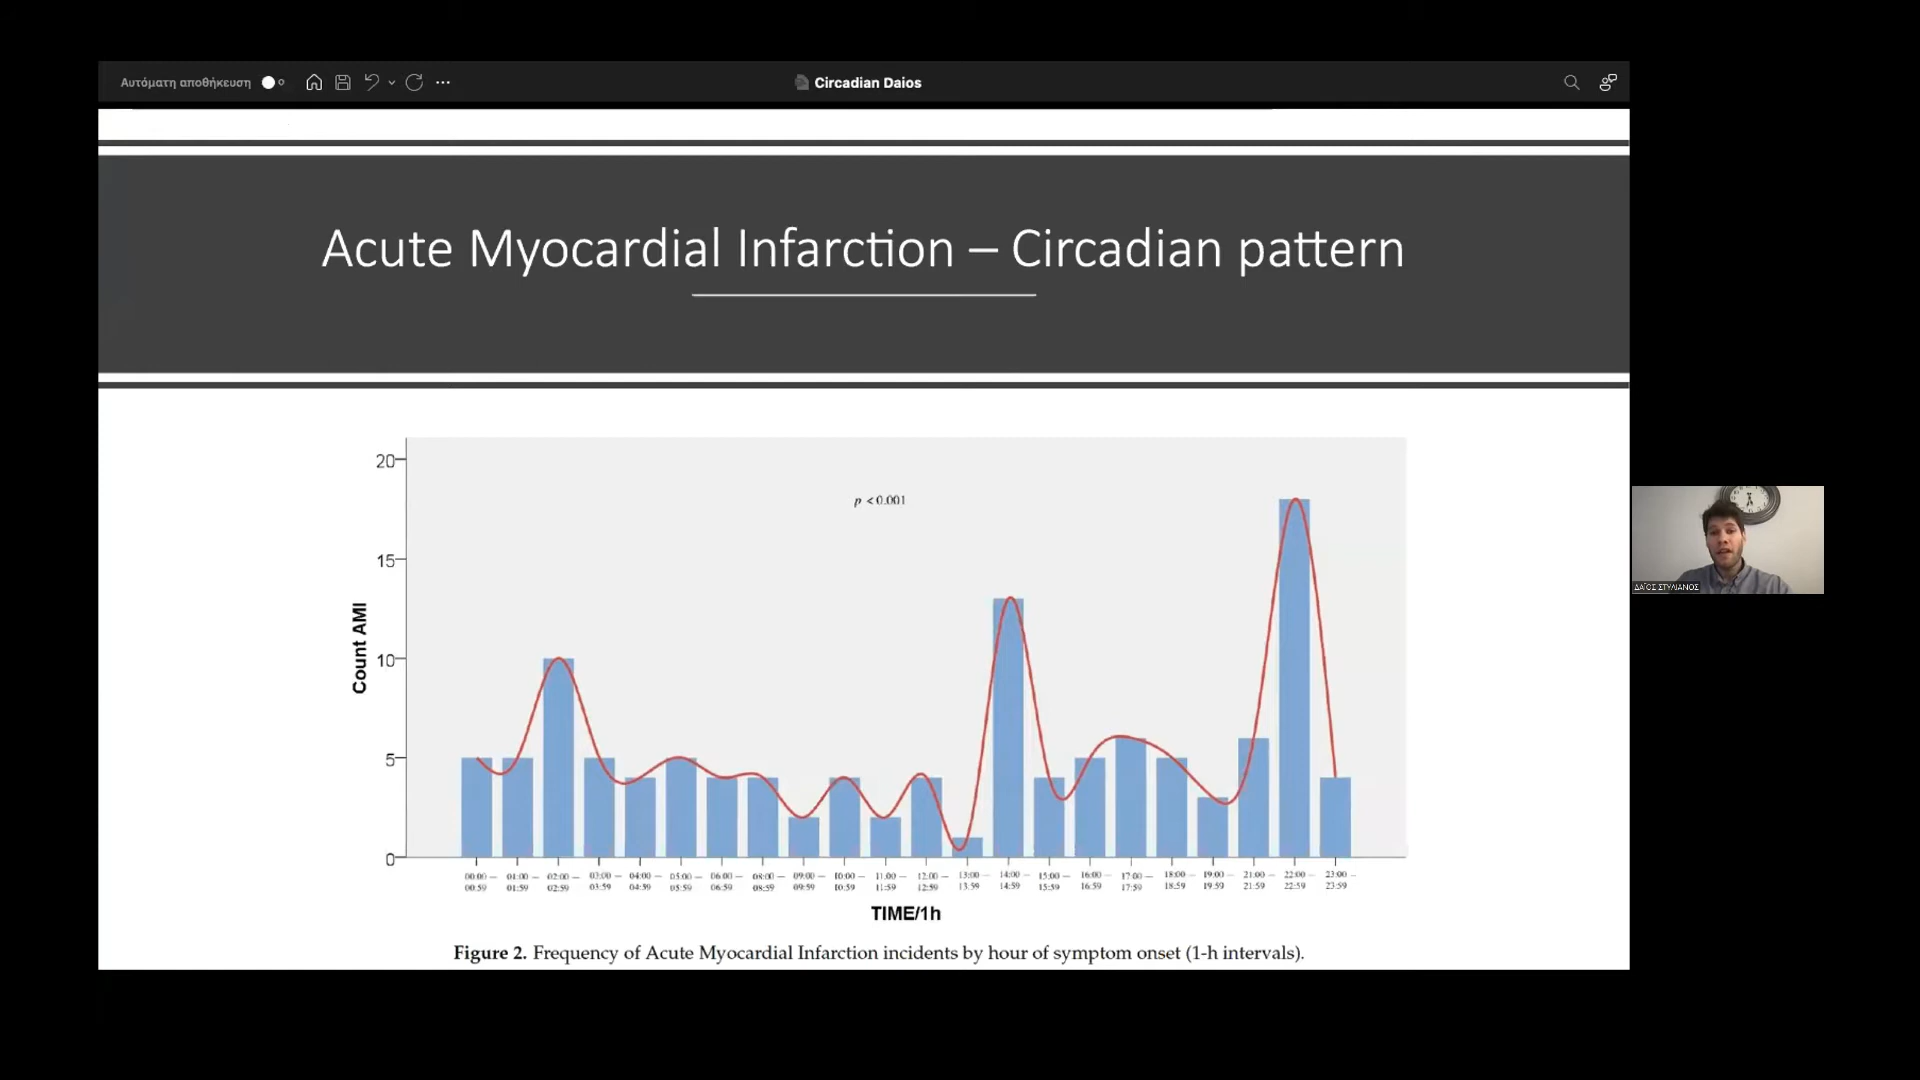 Αυτόματη αποθήκευση
Circadian Daios
Acute Myocardial Infarction – Circadian pattern
20
p < 0.001
15
Count AMI
10
5
0
00:00 – 01:00 – 02:00 – 03:00 – 04:00 – 05:00 – 06:00 – 08:00 – 09:00 – 10:00 – 11:00 – 12:00 – 13:00 – 14:00 – 15:00 – 16:00 – 17:00 – 18:00 – 19:00 – 21:00 – 22:00 – 23:00 –
00:59 01:59 02:59 03:59 04:59 05:59 06:59 08:59 09:59 10:59 11:59 12:59 13:59 14:59 15:59 16:59 17:59 18:59 19:59 21:59 22:59 23:59
TIME/1h
Figure 2. Frequency of Acute Myocardial Infarction incidents by hour of symptom onset (1-h intervals).
ΔΑΪΟΣ ΣΤΥΛΙΑΝΟΣ